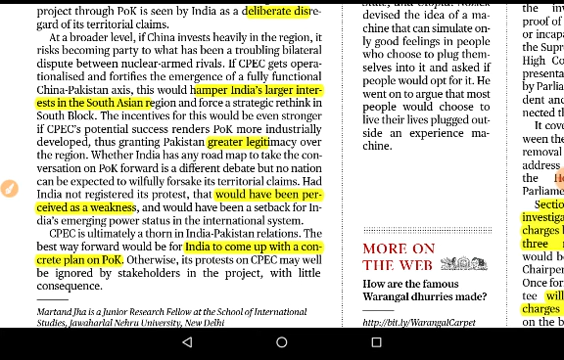 project through PoK is seen by India as a deliberate disre-
gard of its territorial claims.
At a broader level, if China invests heavily in the region, it
risks becoming party to what has been a troubling bilateral
dispute between nuclear-armed rivals. If CPEC gets opera-
tionalised and fortifies the emergence of a fully functional
China-Pakistan axis, this would hamper India's larger inter-
ests in the South Asian region and force a strategic rethink in
South Block. The incentives for this would be even stronger
if CPEC's potential success renders PoK more industrially
developed, thus granting Pakistan greater legitimacy over
the region. Whether India has any road map to take the con-
versation on PoK forward is a different debate but no nation
can be expected to wilfully forsake its territorial claims. Had
India not registered its protest, that would have been per-
ceived as a weakness, and would have been a setback for In-
dia's emerging power status in the international system.
CPEC is ultimately a thorn in India-Pakistan relations. The
best way forward would be for India to come up with a con-
crete plan on PoK. Otherwise, its protests on CPEC may well
be ignored by stakeholders in the project, with little
consequence.
Martand Jha is a Junior Research Fellow at the School of International
Studies, Jawaharlal Nehru University, New Delhi
devised the idea of a ma-
chine that can simulate on-
ly good feelings in people
who choose to plug them-
selves into it and asked if
people would opt for it. He
went on to argue that most
people would choose to
live their lives plugged out-
side an experience ma-
chine.
MORE ON
THE WEB
How are the famous
Warangal dhurries made?
http://bit.ly/WarangalCarpet
the
proof of
or incapa
the Supr
High Co
presenta
by Parlia
dent and
nected th
It cove
ween the
removal
address
the
Parliame
Sectio
investiga
charges b
three
would be
Chairper
Once for
tee will
charges
on the b